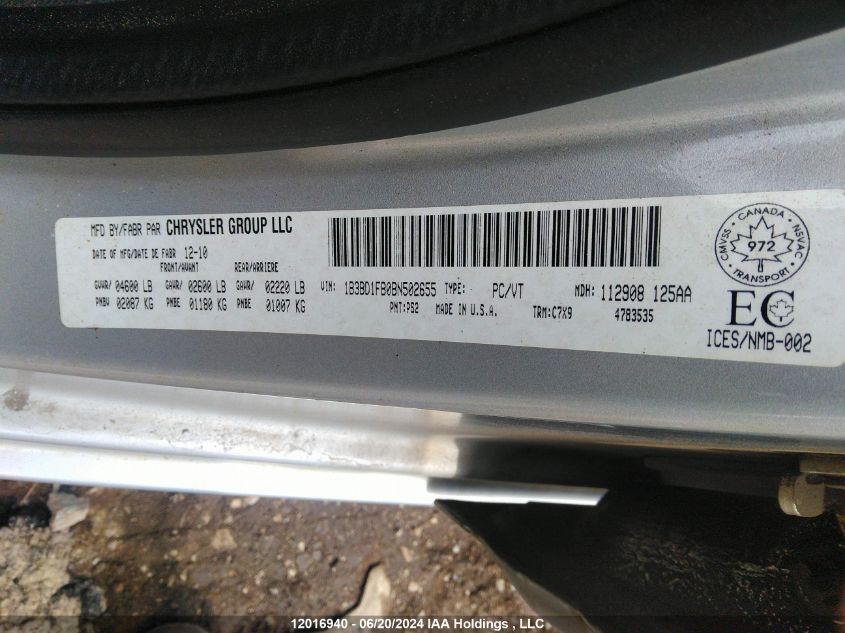 MFD BY/FABR PAR CHRYSLER GROUP LLC
DATE OF MFG/DATE DE FABR 12-10
FRONT/AVANT REAR/ARRIERE
GVWR/ 04600 LB GAWR/ 02600 LB GAWR/ 02220 LB
PNBV 02087 KG PNBE 01180 KG PNBE 01007 KG
VIN: 1B3BD1FB0BN502655 TYPE: PC/VT MDH: 112908 125AA
PNT:PS2 MADE IN U.S.A. TRM:C7X9 4783535
CMVSS CANADA NSVAC
972
TRANSPORT
EC
ICES/NMB-002
12016940 - 06/20/2024 IAA Holdings , LLC